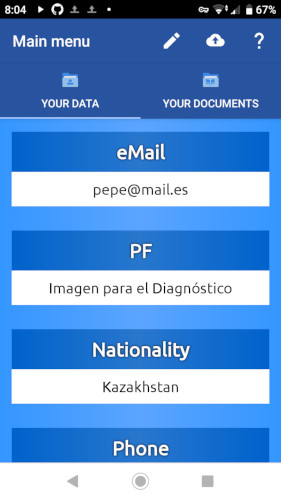 8:04
67%
Main menu
?
YOUR DATA
YOUR DOCUMENTS
eMail
pepe@mail.es
PF
Imagen para el Diagnóstico
Nationality
Kazakhstan
Phone